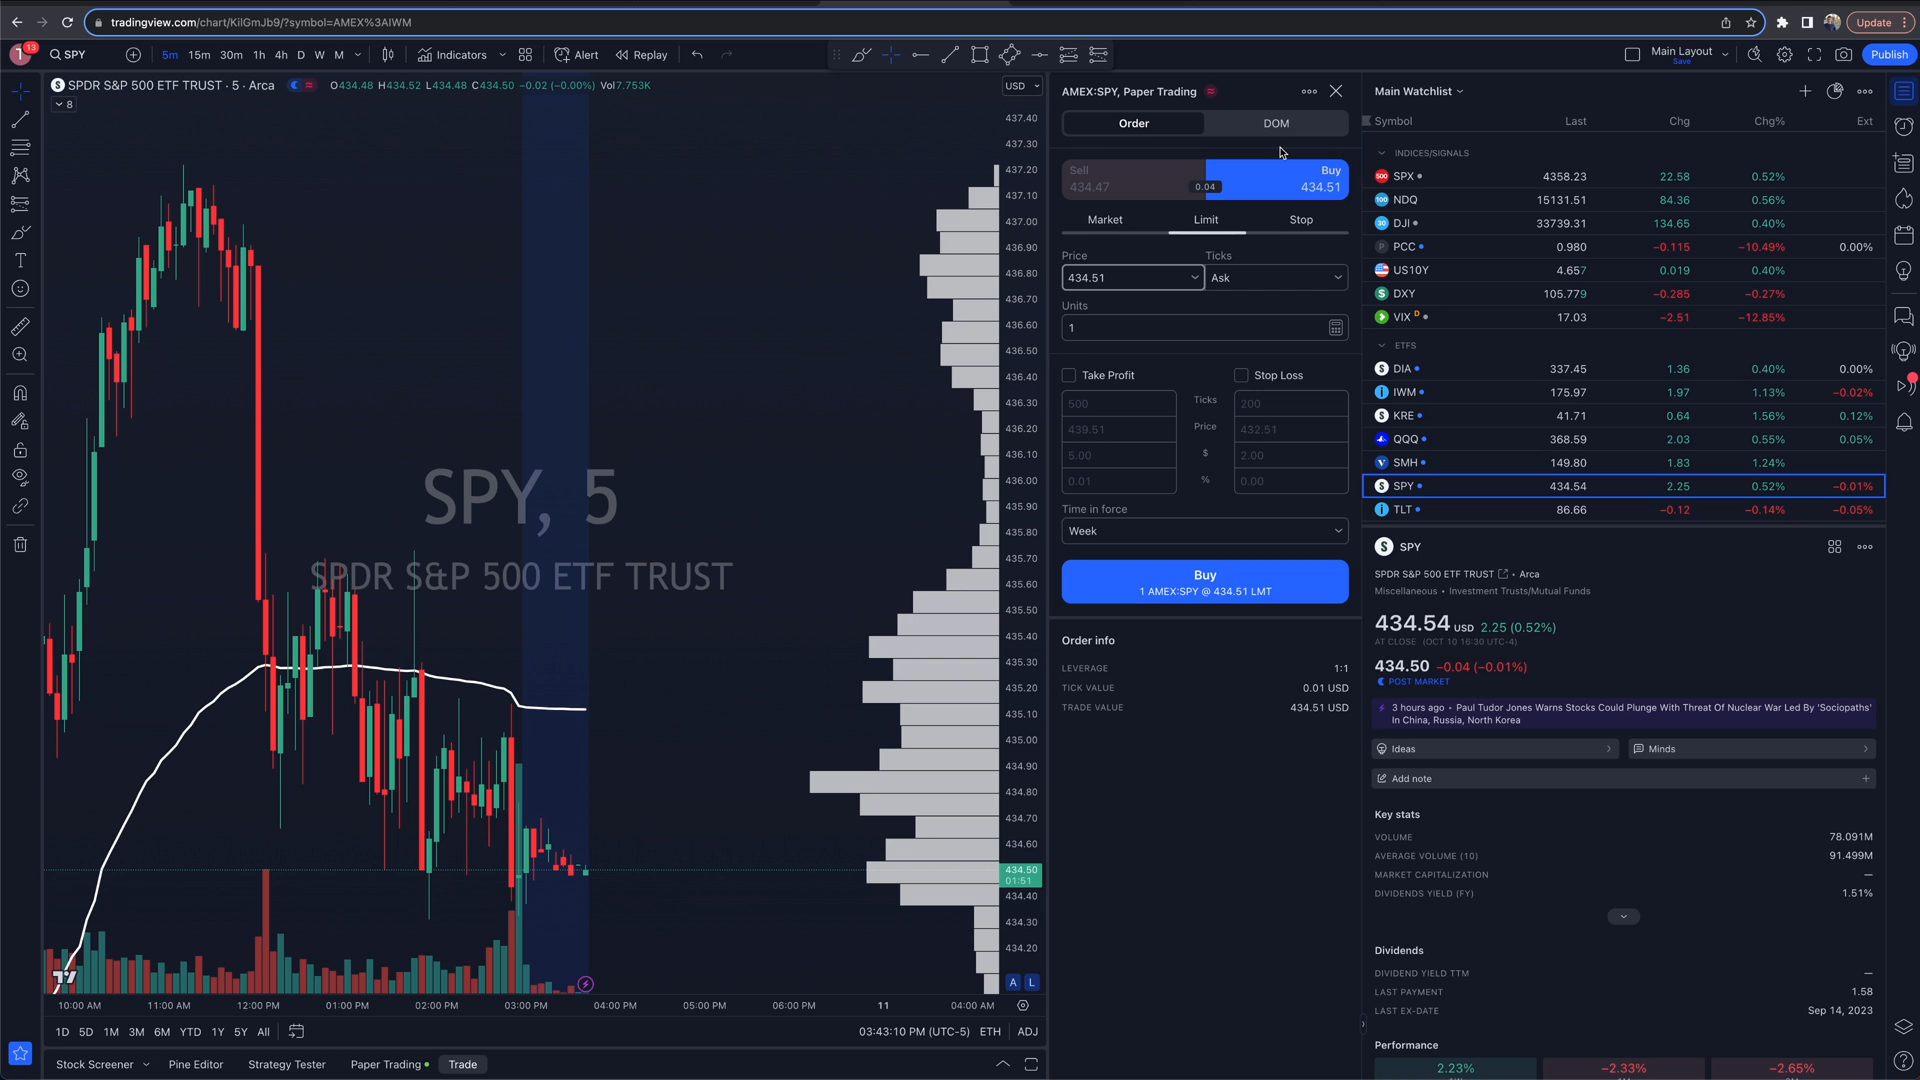 tradingview.com/chart/KilGmJb9/?symbol=AMEX%3AIWM
Update
13
SPY
5m 15m 30m 1h 4h D W M
Indicators
Alert
Replay
Main Layout
Save
Publish
SPDR S&P 500 ETF TRUST · 5 · Arca
O434.48 H434.52 L434.48 C434.50 −0.02 (−0.00%) Vol7.753K
8
USD
437.40
437.30
437.20
437.10
437.00
436.90
436.80
436.70
436.60
436.50
436.40
436.30
436.20
436.10
436.00
435.90
435.80
435.70
435.60
435.50
435.40
435.30
435.20
435.10
435.00
434.90
434.80
434.70
434.60
434.50
01:51
434.40
434.30
434.20
SPY, 5
SPDR S&P 500 ETF TRUST
A L
10:00 AM 11:00 AM 12:00 PM 01:00 PM 02:00 PM 03:00 PM 04:00 PM 05:00 PM 06:00 PM 11 04:00 AM
1D 5D 1M 3M 6M YTD 1Y 5Y All
03:43:10 PM (UTC-5) ETH ADJ
Stock Screener Pine Editor Strategy Tester Paper Trading Trade
AMEX:SPY, Paper Trading
Order DOM
Sell Buy
434.47 0.04 434.51
Market Limit Stop
Price Ticks
434.51 Ask
Units
1
Take Profit Stop Loss
500 Ticks 200
439.51 Price 432.51
5.00 $ 2.00
0.01 % 0.00
Time in force
Week
Buy
1 AMEX:SPY @ 434.51 LMT
Order info
LEVERAGE 1:1
TICK VALUE 0.01 USD
TRADE VALUE 434.51 USD
Main Watchlist
Symbol Last Chg Chg% Ext
INDICES/SIGNALS
SPX 4358.23 22.58 0.52%
NDQ 15131.51 84.36 0.56%
DJI 33739.31 134.65 0.40%
PCC 0.980 −0.115 −10.49% 0.00%
US10Y 4.657 0.019 0.40%
DXY 105.779 −0.285 −0.27%
VIX D 17.03 −2.51 −12.85%
ETFS
DIA 337.45 1.36 0.40% 0.00%
IWM 175.97 1.97 1.13% −0.02%
KRE 41.71 0.64 1.56% 0.12%
QQQ 368.59 2.03 0.55% 0.05%
SMH 149.80 1.83 1.24%
SPY 434.54 2.25 0.52% −0.01%
TLT 86.66 −0.12 −0.14% −0.05%
SPY
SPDR S&P 500 ETF TRUST • Arca
Miscellaneous • Investment Trusts/Mutual Funds
434.54 USD 2.25 (0.52%)
AT CLOSE (OCT 10 16:30 UTC-4)
434.50 −0.04 (−0.01%)
POST MARKET
3 hours ago • Paul Tudor Jones Warns Stocks Could Plunge With Threat Of Nuclear War Led By 'Sociopaths'
In China, Russia, North Korea
Ideas Minds
Add note
Key stats
VOLUME 78.091M
AVERAGE VOLUME (10) 91.499M
MARKET CAPITALIZATION —
DIVIDENDS YIELD (FY) 1.51%
Dividends
DIVIDEND YIELD TTM —
LAST PAYMENT 1.58
LAST EX-DATE Sep 14, 2023
Performance
2.23% −2.33% −2.65%